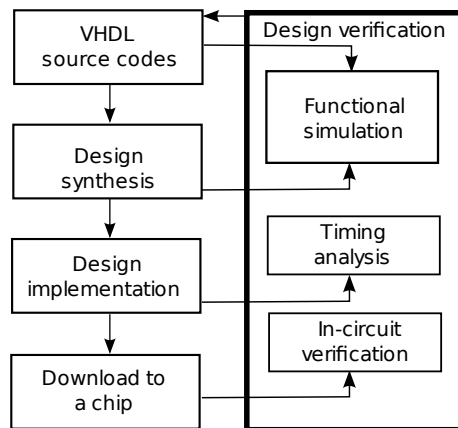 VHDL
source codes
Design
synthesis
Design
implementation
Download to
a chip
Design verification
Functional
simulation
Timing
analysis
In-circuit
verification